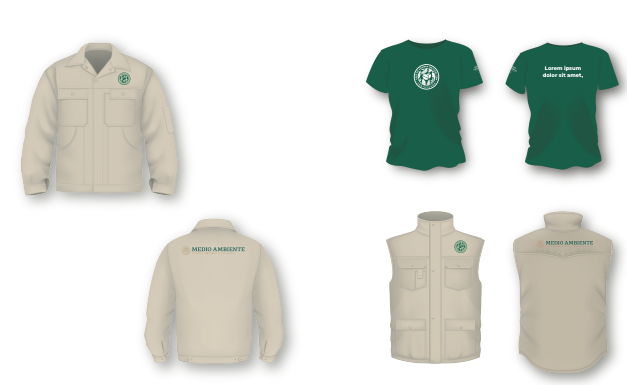 Lorem ipsum
dolor sit amet,
MEDIO AMBIENTE
MEDIO AMBIENTE